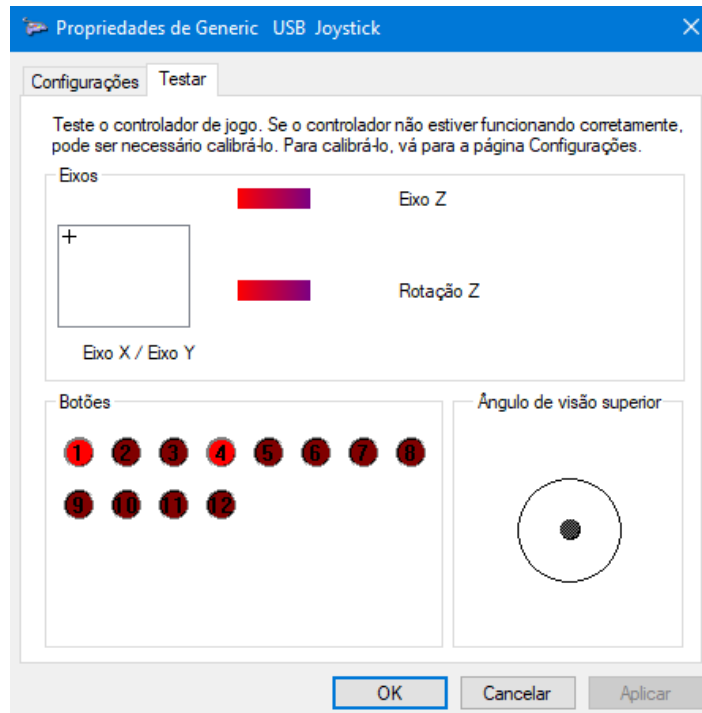 Propriedades de Generic USB Joystick
Configurações
Testar
Teste o controlador de jogo. Se o controlador não estiver funcionando corretamente,
pode ser necessário calibrá-lo. Para calibrá-lo, vá para a página Configurações.
Eixos
Eixo Z
Rotação Z
Eixo X / Eixo Y
Botões
1 2 3 4 5 6 7 8
9 10 11 12
Ângulo de visão superior
OK
Cancelar
Aplicar